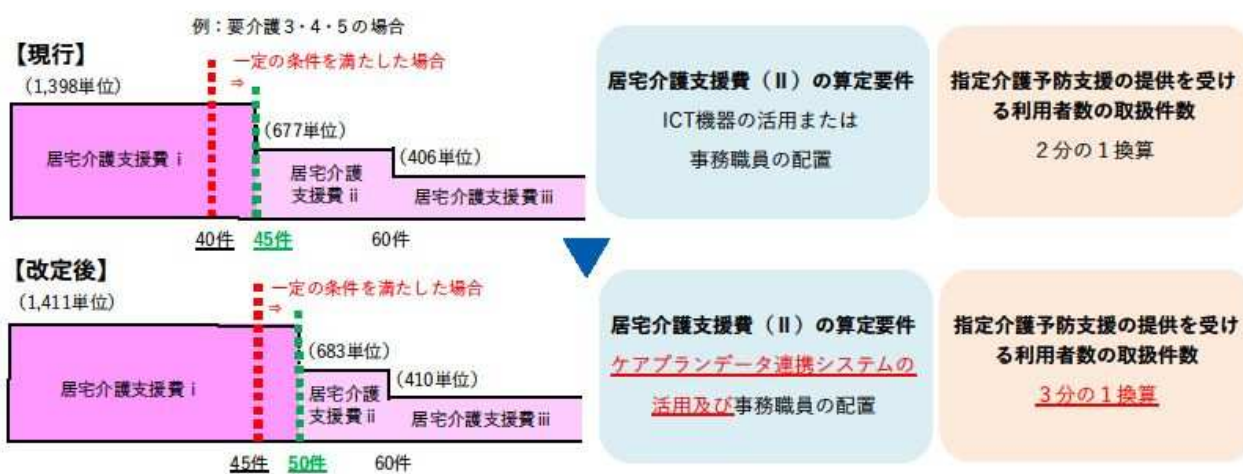 例：要介護3・4・5の場合
【現行】
一定の条件を満たした場合
⇒
(1,398単位)
(677単位)
(406単位)
居宅介護支援費ⅰ
居宅介護
支援費ⅱ
居宅介護支援費ⅲ
40件
45件
60件
居宅介護支援費（Ⅱ）の算定要件
ICT機器の活用または
事務職員の配置
指定介護予防支援の提供を受け
る利用者数の取扱件数
2分の1換算
【改定後】
一定の条件を満たした場合
⇒
(1,411単位)
(683単位)
(410単位)
居宅介護支援費ⅰ
居宅介護
支援費ⅱ
居宅介護支援費ⅲ
45件
50件
60件
居宅介護支援費（Ⅱ）の算定要件
ケアプランデータ連携システムの
活用及び事務職員の配置
指定介護予防支援の提供を受け
る利用者数の取扱件数
3分の1換算